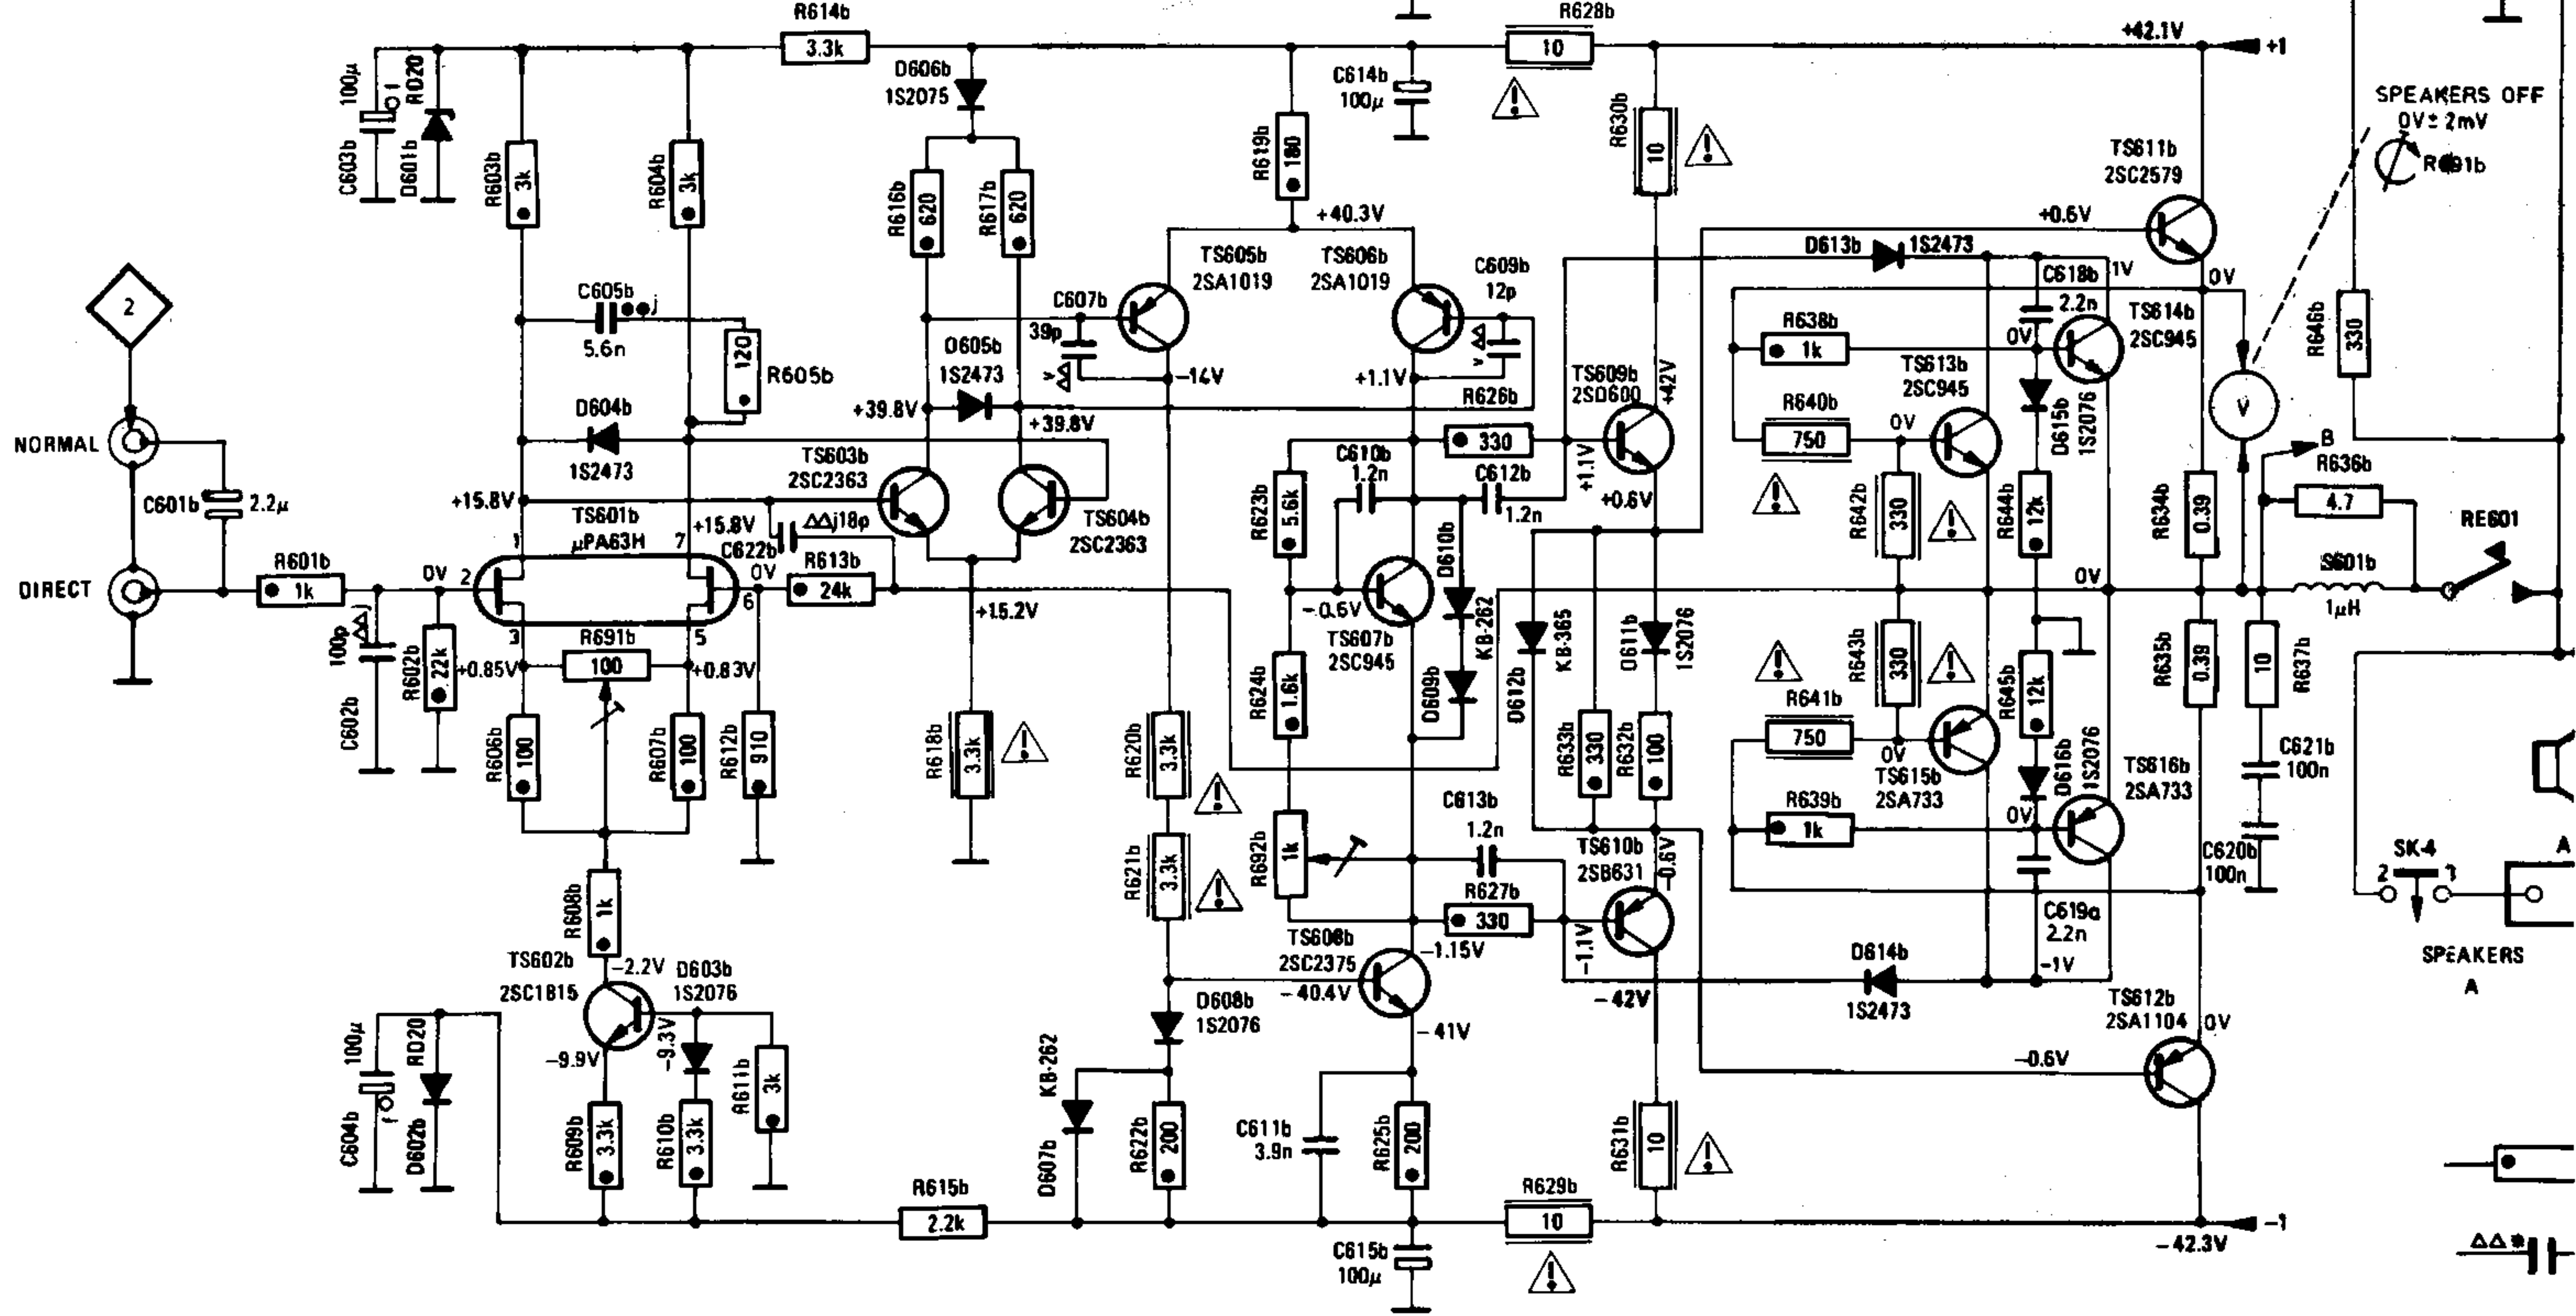 R614b
3.3k
R628b
10
+42.1V
+1
100µ
C603b
RD20
D601b
R603b
3k
R604b
3k
D606b
1S2075
R616b
620
R617b
620
R619b
180
C614b
100µ
R630b
10
SPEAKERS OFF
0V±2mV
TS611b
2SC2579
+0.6V
0V
+40.3V
TS605b
2SA1019
TS606b
2SA1019
C609b
12p
D613b
1S2473
C618b
2.2n
1V
TS614b
2SC945
0V
R646b
330
2
C605b
j
5.6n
120
R605b
C607b
39p
D605b
1S2473
-14V
+1.1V
R626b
330
TS609b
2SD600
+42V
R638b
1k
TS613b
2SC945
R640b
750
0V
D615b
1S2076
V
B
R636b
4.7
NORMAL
C601b
2.2µ
DIRECT
D604b
1S2473
+39.8V
+39.8V
TS603b
2SC2363
TS604b
2SC2363
+15.8V
TS601b
µPA63H
+15.8V
ΔΔj18p
C622b
C610b
1.2n
C612b
1.2n
+1.1V
+0.6V
R623b
5.6k
D610b
KB-262
R642b
330
R644b
12k
R634b
0.39
RE601
S601b
1µH
R601b
1k
0V
1
2
3
7
6
5
0V
R613b
24k
+15.2V
-0.6V
TS607b
2SC945
0V
100p
ΔΔj
C602b
R602b
22k
+0.85V
R691b
100
+0.83V
R606b
100
R607b
100
R612b
910
R618b
3.3k
R620b
3.3k
R621b
3.3k
R624b
1.6k
D609b
D612b
KB-365
D611b
1S2076
R633b
330
R632b
100
R643b
330
R641b
750
0V
TS615b
2SA733
R645b
12k
D616b
1S2076
R635b
0.39
10
R637b
TS616b
2SA733
C621b
100n
C620b
100n
R692b
1k
C613b
1.2n
R627b
330
TS610b
2SB631
-0.6V
-1.1V
R639b
1k
0V
C619a
2.2n
-1V
SK-4
2
1
A
SPEAKERS
A
R608b
1k
TS602b
2SC1815
-2.2V
D603b
1S2076
-9.9V
-9.3V
R609b
3.3k
R610b
3.3k
R611b
3k
TS608b
2SC2375
-40.4V
-1.15V
-41V
D608b
1S2076
-42V
D614b
1S2473
TS612b
2SA1104
0V
-0.6V
100µ
C604b
RD20
D602b
R615b
2.2k
KB-262
D607b
R622b
200
C611b
3.9n
R625b
200
R631b
10
R629b
10
C615b
100µ
-1
-42.3V
ΔΔ*